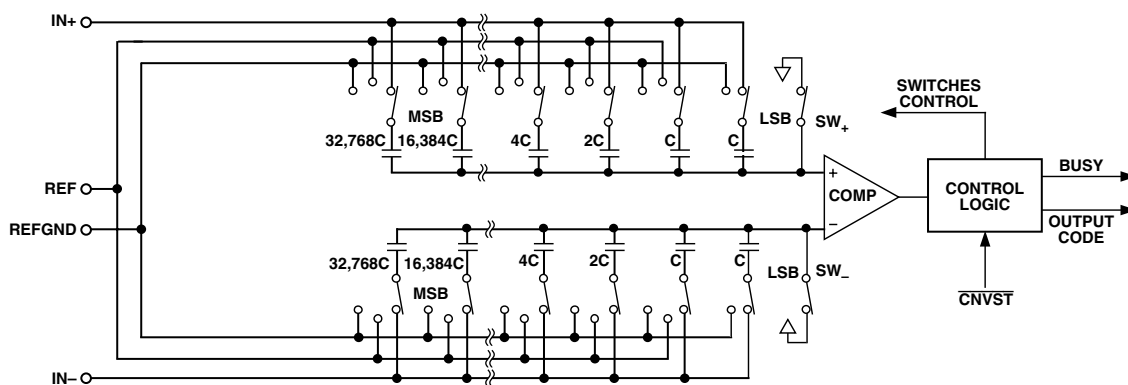 IN+
MSB
32,768C 16,384C 4C 2C C C
LSB SW+
SWITCHES
CONTROL
REF
REFGND
+
COMP
–
CONTROL
LOGIC
BUSY
OUTPUT
CODE
32,768C 16,384C 4C 2C C C
MSB
LSB SW–
CNVST
IN–